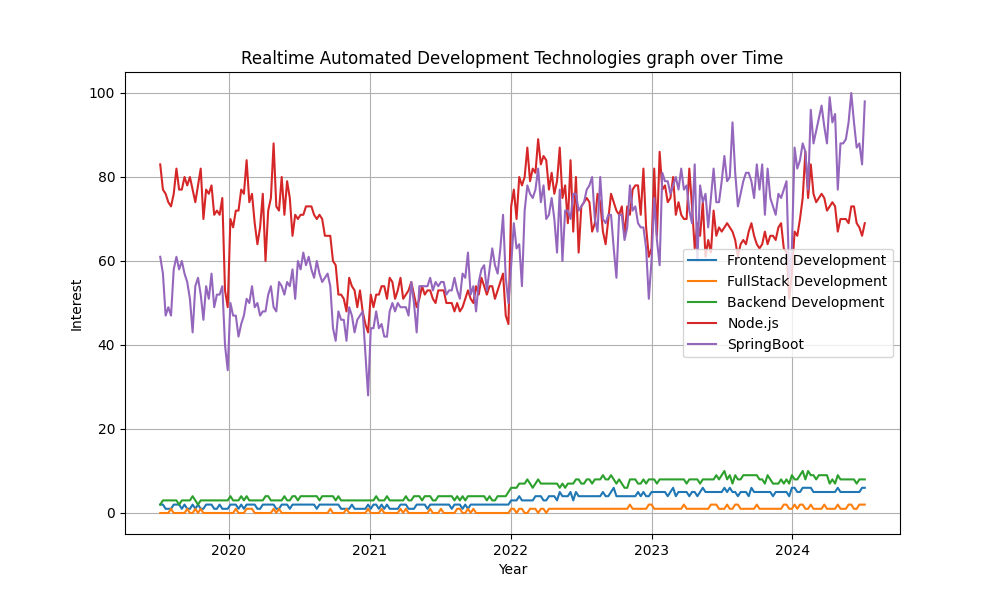 Realtime Automated Development Technologies graph over Time
100
80
60
40
20
0
Interest
Frontend Development
FullStack Development
Backend Development
Node.js
SpringBoot
2020
2021
2022
2023
2024
Year